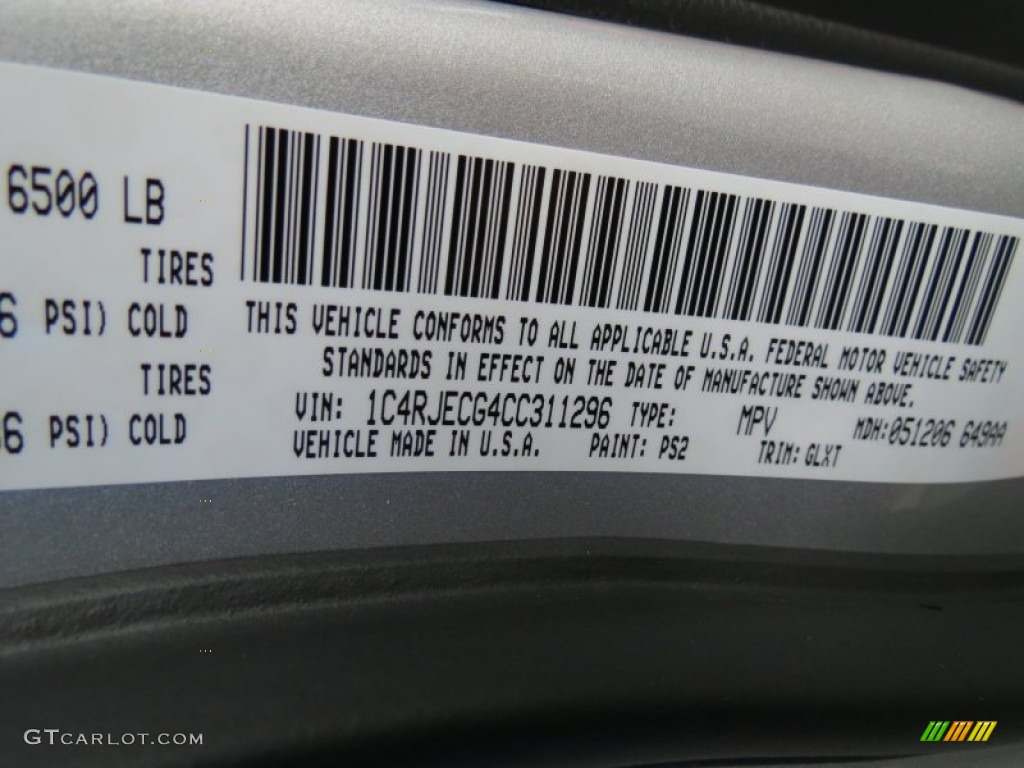 6500 LB
TIRES
6 PSI) COLD
TIRES
6 PSI) COLD
THIS VEHICLE CONFORMS TO ALL APPLICABLE U.S.A. FEDERAL MOTOR VEHICLE SAFETY
STANDARDS IN EFFECT ON THE DATE OF MANUFACTURE SHOWN ABOVE.
VIN: 1C4RJECG4CC311296 TYPE: MPV MDH:051206 649AA
VEHICLE MADE IN U.S.A. PAINT: PS2 TRIM: GLXT
GTCARLOT.COM